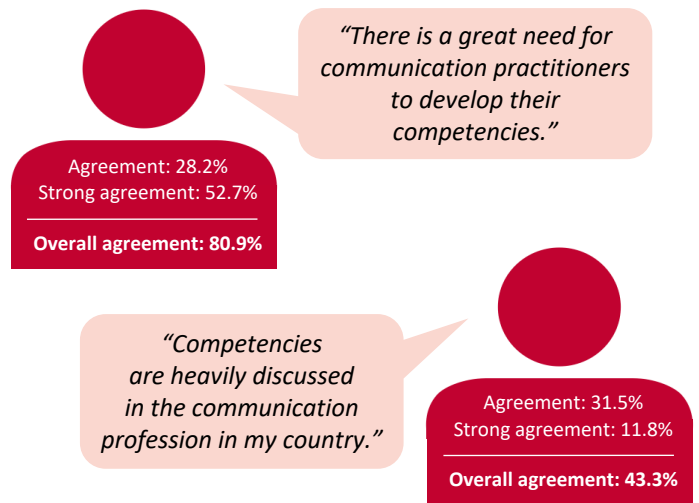 “There is a great need for
communication practitioners
to develop their
competencies.”
Agreement: 28.2%
Strong agreement: 52.7%
Overall agreement: 80.9%
“Competencies
are heavily discussed
in the communication
profession in my country.”
Agreement: 31.5%
Strong agreement: 11.8%
Overall agreement: 43.3%